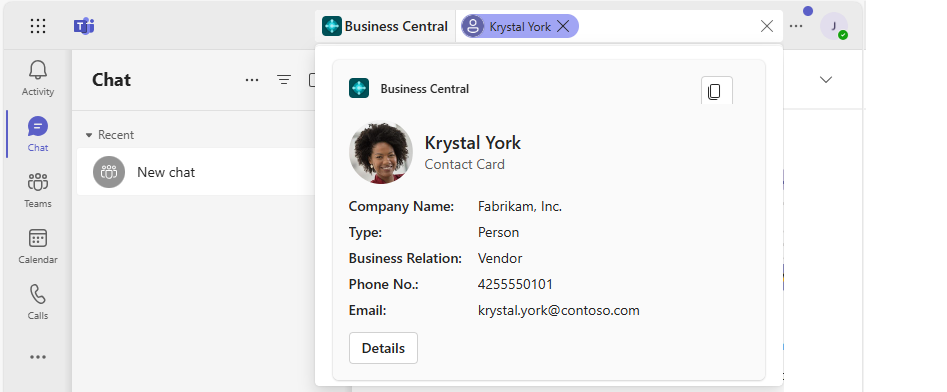 Business Central
Krystal York
J
Activity
Chat
Teams
Calendar
Calls
Chat
Recent
New chat
Business Central
Krystal York
Contact Card
Company Name: Fabrikam, Inc.
Type: Person
Business Relation: Vendor
Phone No.: 4255550101
Email: krystal.york@contoso.com
Details